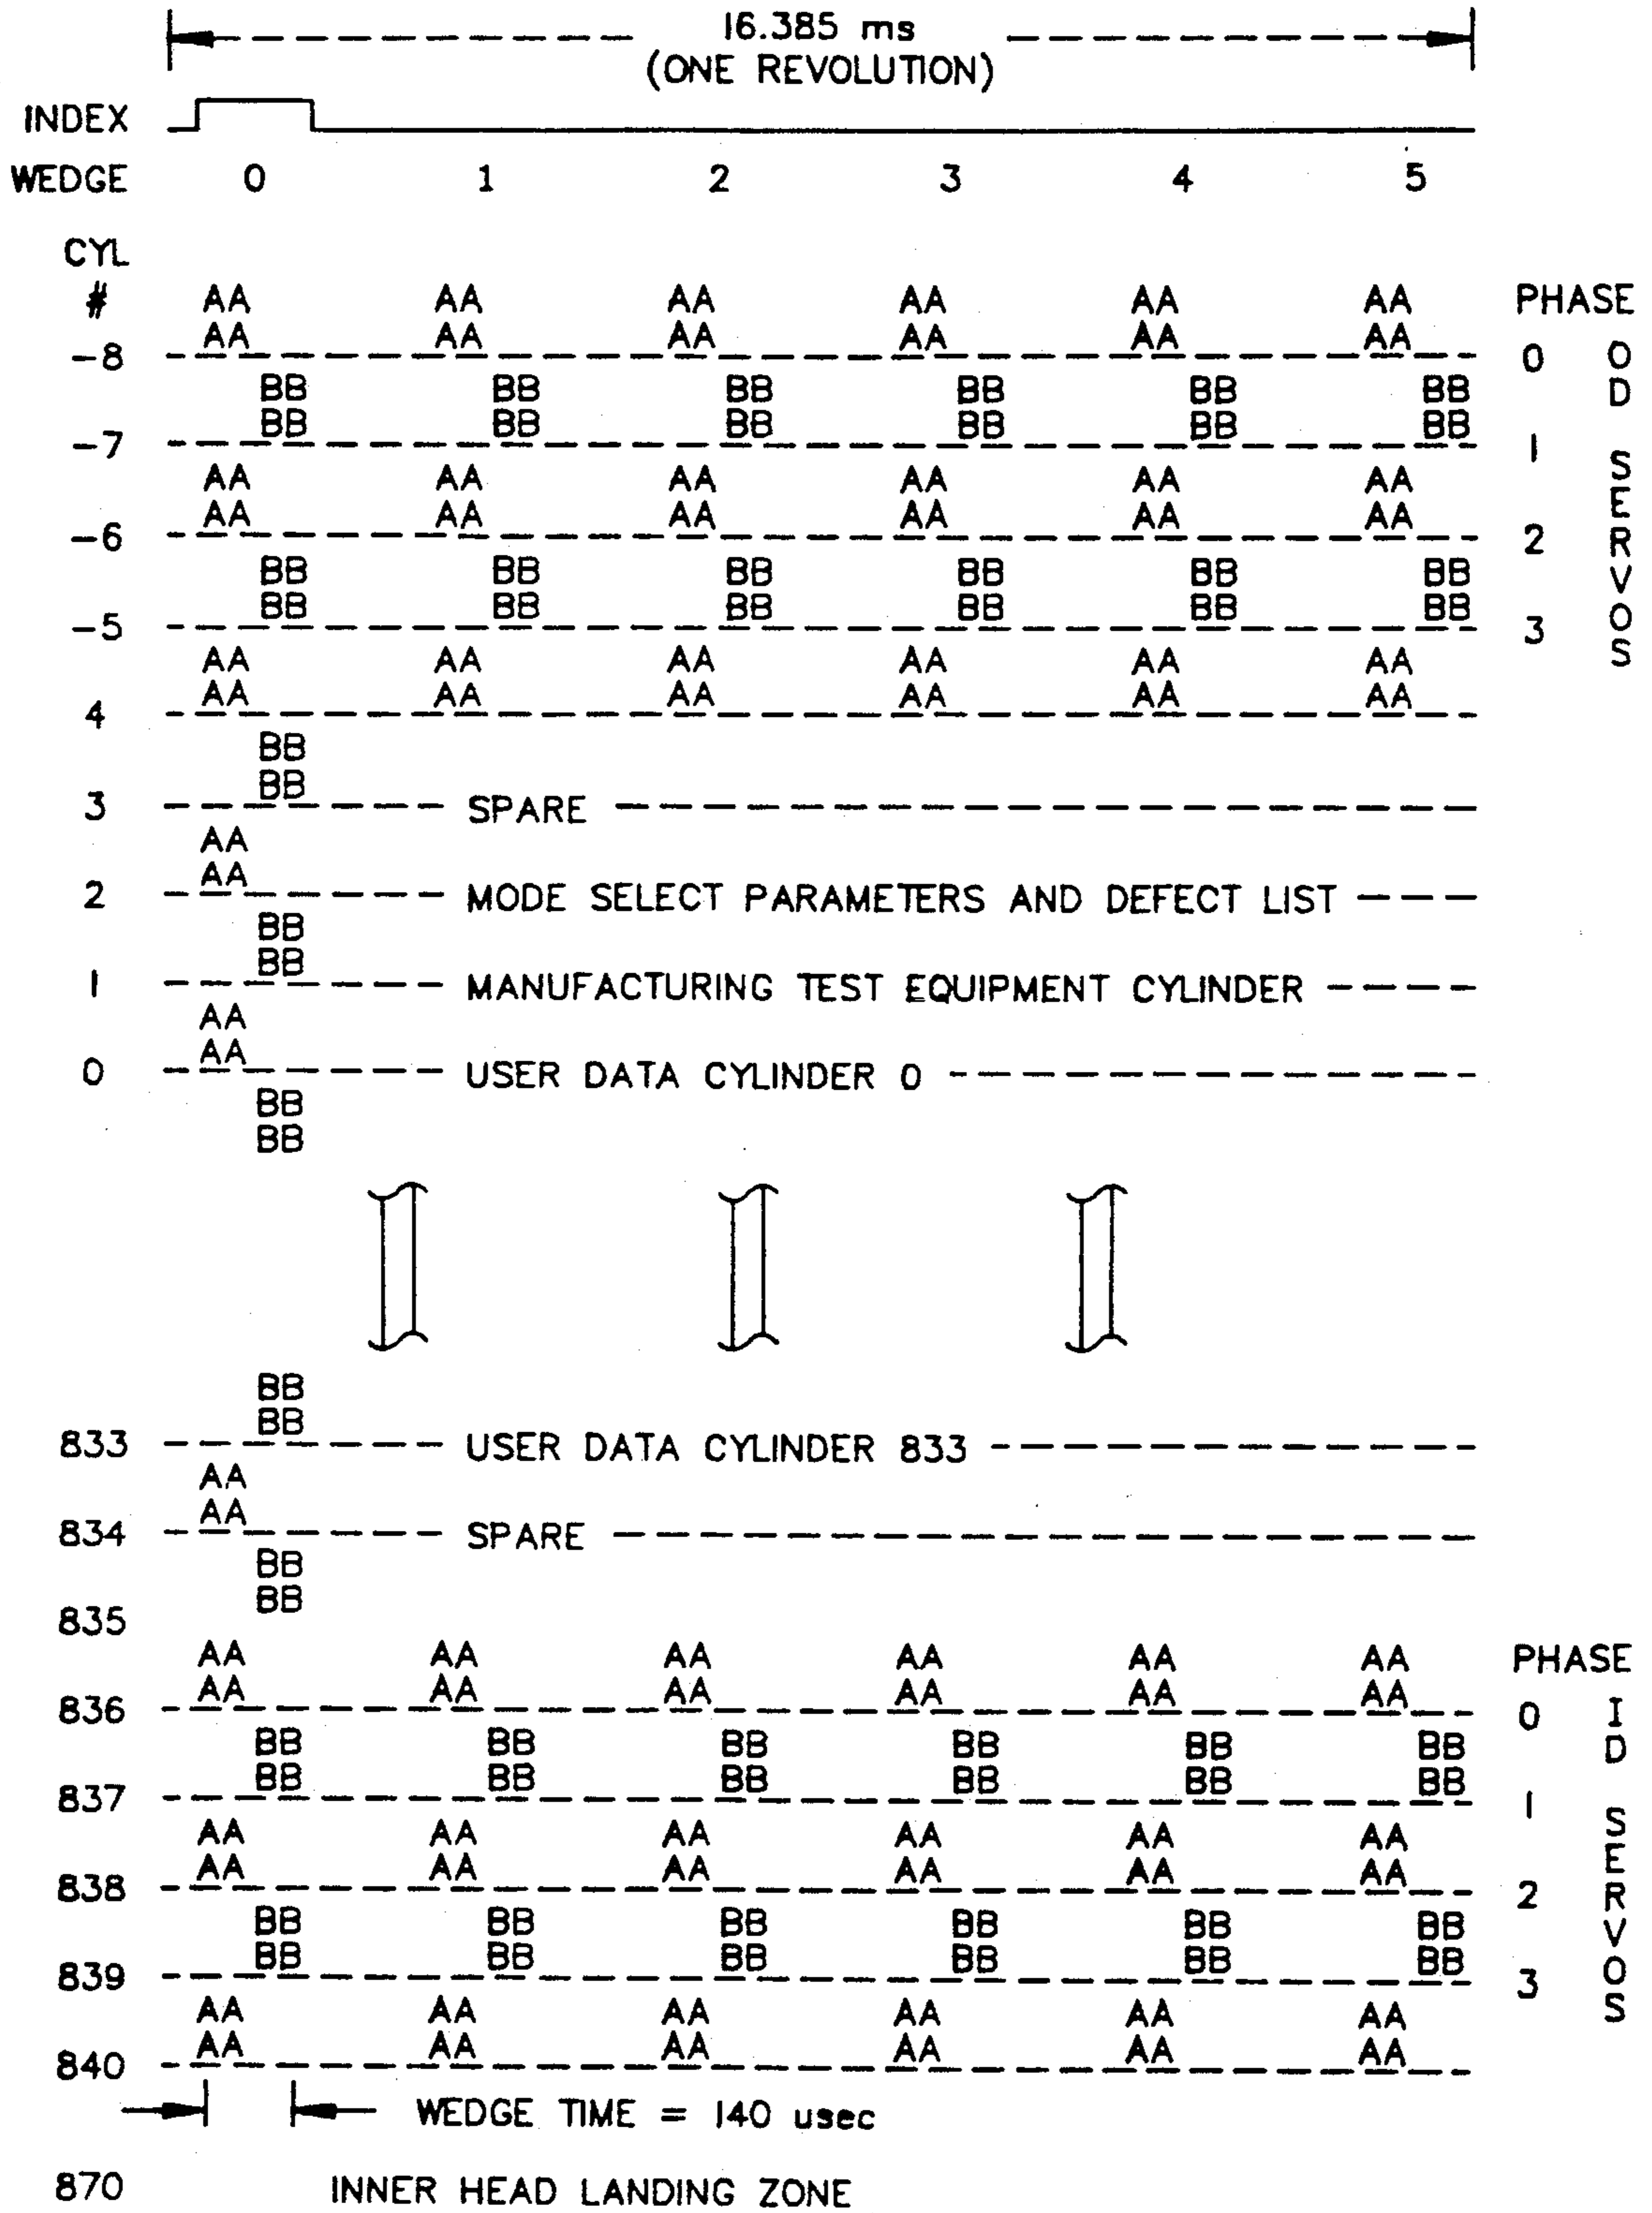 16.385 ms
(ONE REVOLUTION)
INDEX
WEDGE 0 1 2 3 4 5
CYL
# AA AA AA AA AA AA PHASE
AA AA AA AA AA AA
-8 0 O
BB BB BB BB BB BB D
BB BB BB BB BB BB
-7 1
AA AA AA AA AA AA S
AA AA AA AA AA AA E
-6 2 R
BB BB BB BB BB BB V
BB BB BB BB BB BB O
-5 3
AA AA AA AA AA AA S
AA AA AA AA AA AA
4
BB
BB
3 SPARE
AA
AA
2 MODE SELECT PARAMETERS AND DEFECT LIST
BB
BB
1 MANUFACTURING TEST EQUIPMENT CYLINDER
AA
AA
0 USER DATA CYLINDER 0
BB
BB
BB
BB
833 USER DATA CYLINDER 833
AA
AA
834 SPARE
BB
BB
835
AA AA AA AA AA AA PHASE
AA AA AA AA AA AA
836 0 I
BB BB BB BB BB BB D
BB BB BB BB BB BB
837 1
AA AA AA AA AA AA S
AA AA AA AA AA AA E
838 2 R
BB BB BB BB BB BB V
BB BB BB BB BB BB
839 3 O
AA AA AA AA AA AA S
AA AA AA AA AA AA
840
WEDGE TIME = 140 usec
870 INNER HEAD LANDING ZONE